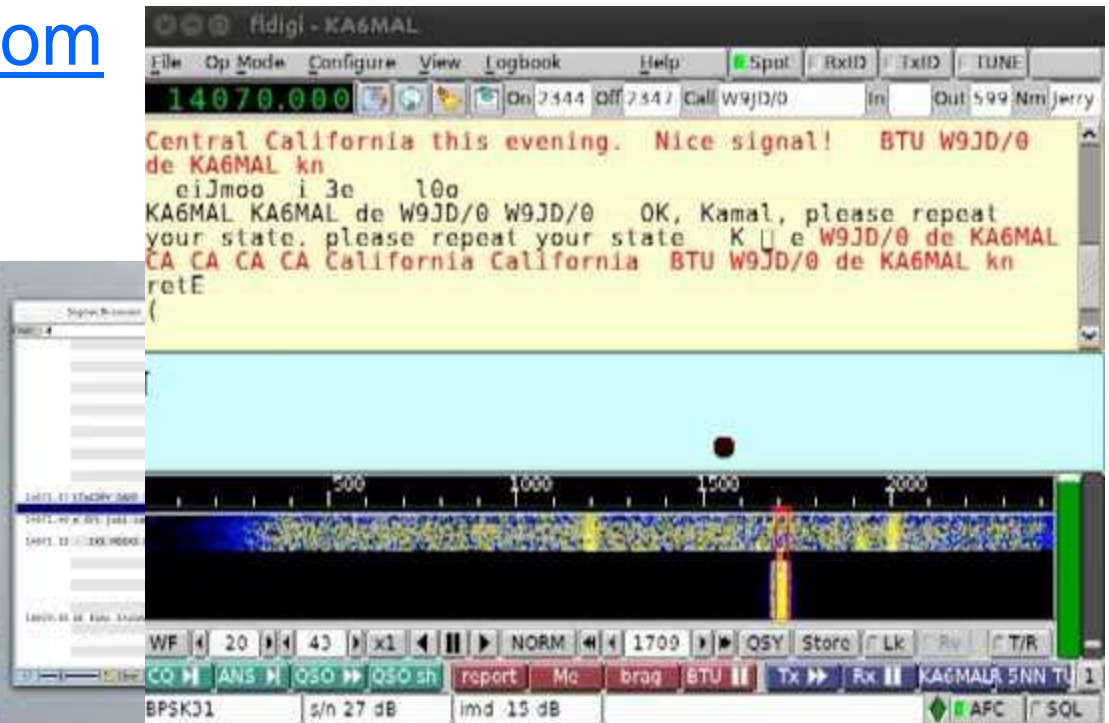 om
fldigi - KA6MAL
File Op Mode Configure View Logbook Help Spot RxID TxID TUNE
14070.000 On 2344 Off 2347 Call W9JD/0 In Out 599 Nm Jerry
Central California this evening. Nice signal! BTU W9JD/0
de KA6MAL kn
eiJmoo i 3e l0o
KA6MAL KA6MAL de W9JD/0 W9JD/0 OK, Kamal, please repeat
your state. please repeat your state K e W9JD/0 de KA6MAL
CA CA CA CA California California BTU W9JD/0 de KA6MAL kn
retE
(
500 1000 1500 2000
WF 20 43 x1 NORM 1709 QSY Store Lk Rv T/R
CQ ANS QSO QSO sh report Me brag BTU Tx Rx KA6MAL 5NN TU 1
BPSK31 s/n 27 dB imd 15 dB AFC SQL